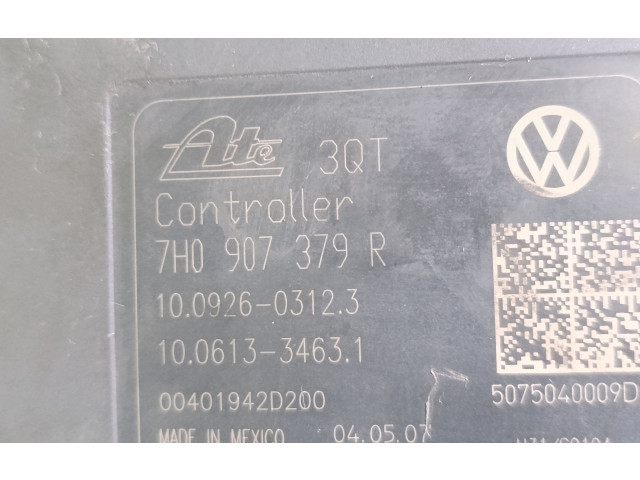 Ate 3QT
Controller
7H0 907 379 R
10.0926-0312.3
10.0613-3463.1
00401942D200
5075040009D
MADE IN MEXICO 04.05.07